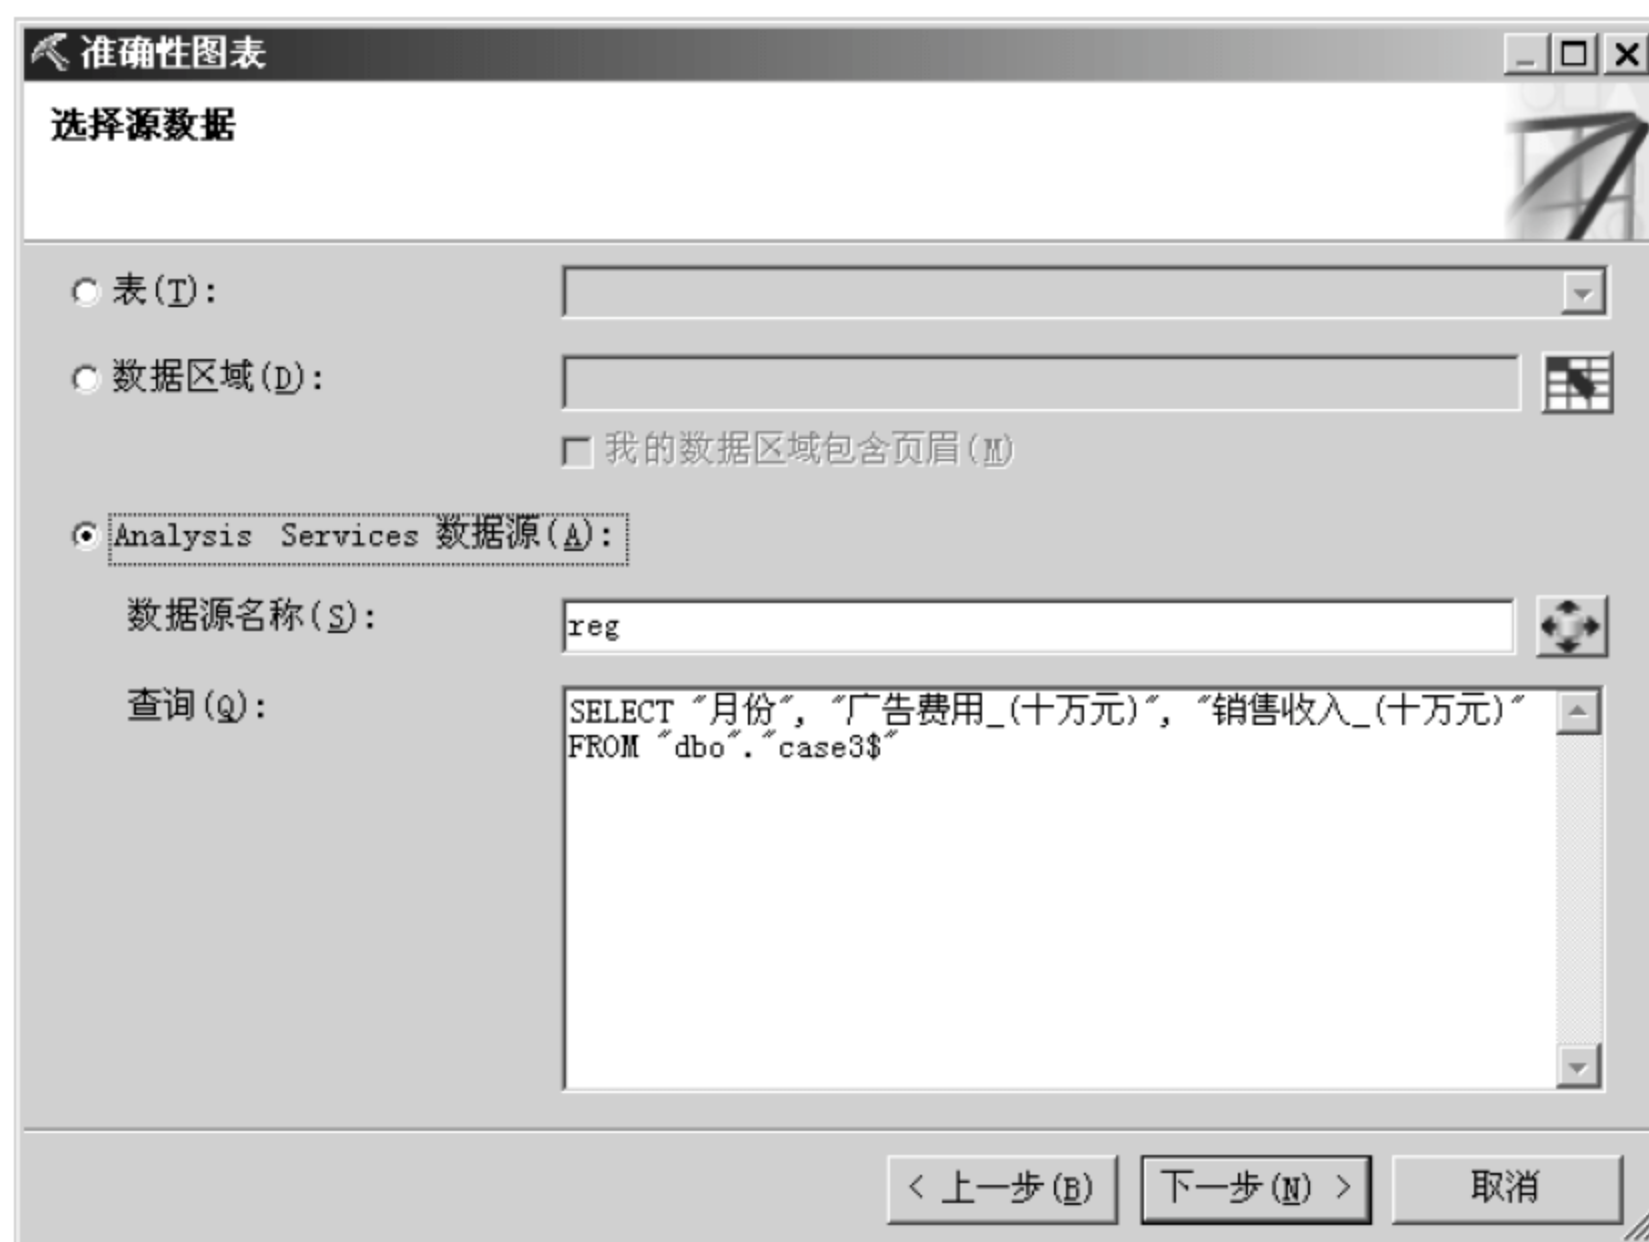 准确性图表
选择源数据
表(T):
数据区域(D):
我的数据区域包含页眉(M)
Analysis Services 数据源(A):
数据源名称(S):
reg
查询(Q):
SELECT "月份", "广告费用_(十万元)", "销售收入_(十万元)"
FROM "dbo"."case3$"
< 上一步(B)
下一步(N) >
取消